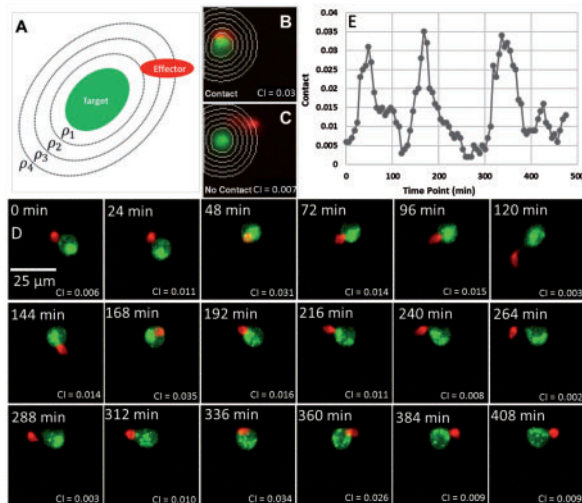 A
Target
Effector
ρ1
ρ2
ρ3
ρ4
B
Contact
CI = 0.03
C
No Contact
CI = 0.007
E
Contact
0.04
0.035
0.03
0.025
0.02
0.015
0.01
0.005
0
0 100 200 300 400 500
Time Point (min)
D
0 min
24 min
48 min
72 min
96 min
120 min
25 μm
CI = 0.006
CI = 0.011
CI = 0.031
CI = 0.014
CI = 0.015
CI = 0.003
144 min
168 min
192 min
216 min
240 min
264 min
CI = 0.014
CI = 0.035
CI = 0.016
CI = 0.011
CI = 0.008
CI = 0.002
288 min
312 min
336 min
360 min
384 min
408 min
CI = 0.003
CI = 0.010
CI = 0.034
CI = 0.026
CI = 0.009
CI = 0.009